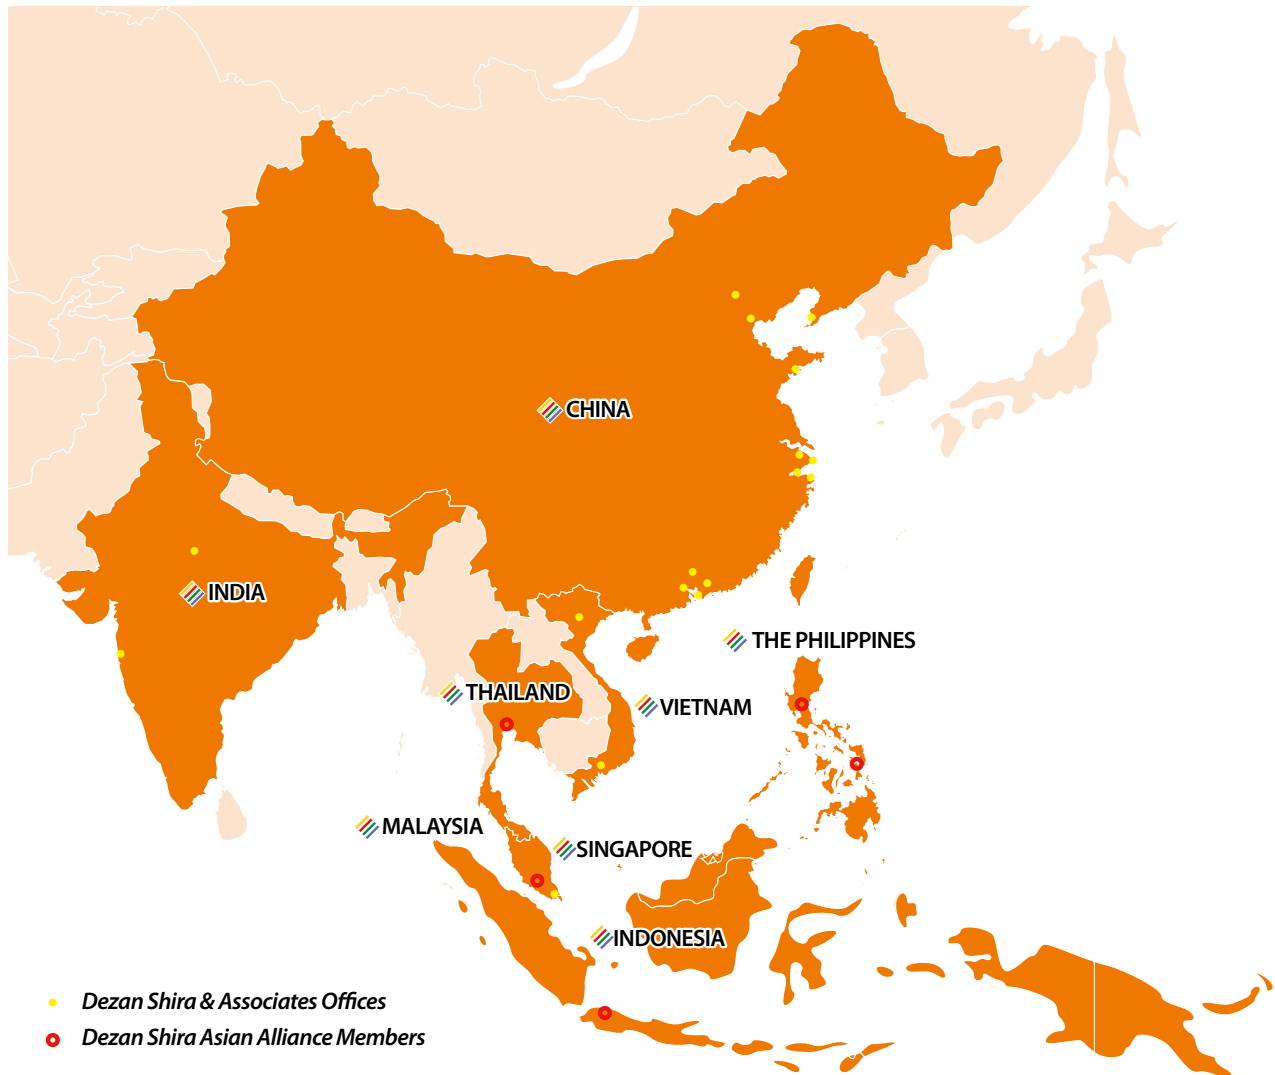 CHINA
INDIA
THE PHILIPPINES
THAILAND
VIETNAM
MALAYSIA
SINGAPORE
INDONESIA
Dezan Shira & Associates Offices
Dezan Shira Asian Alliance Members